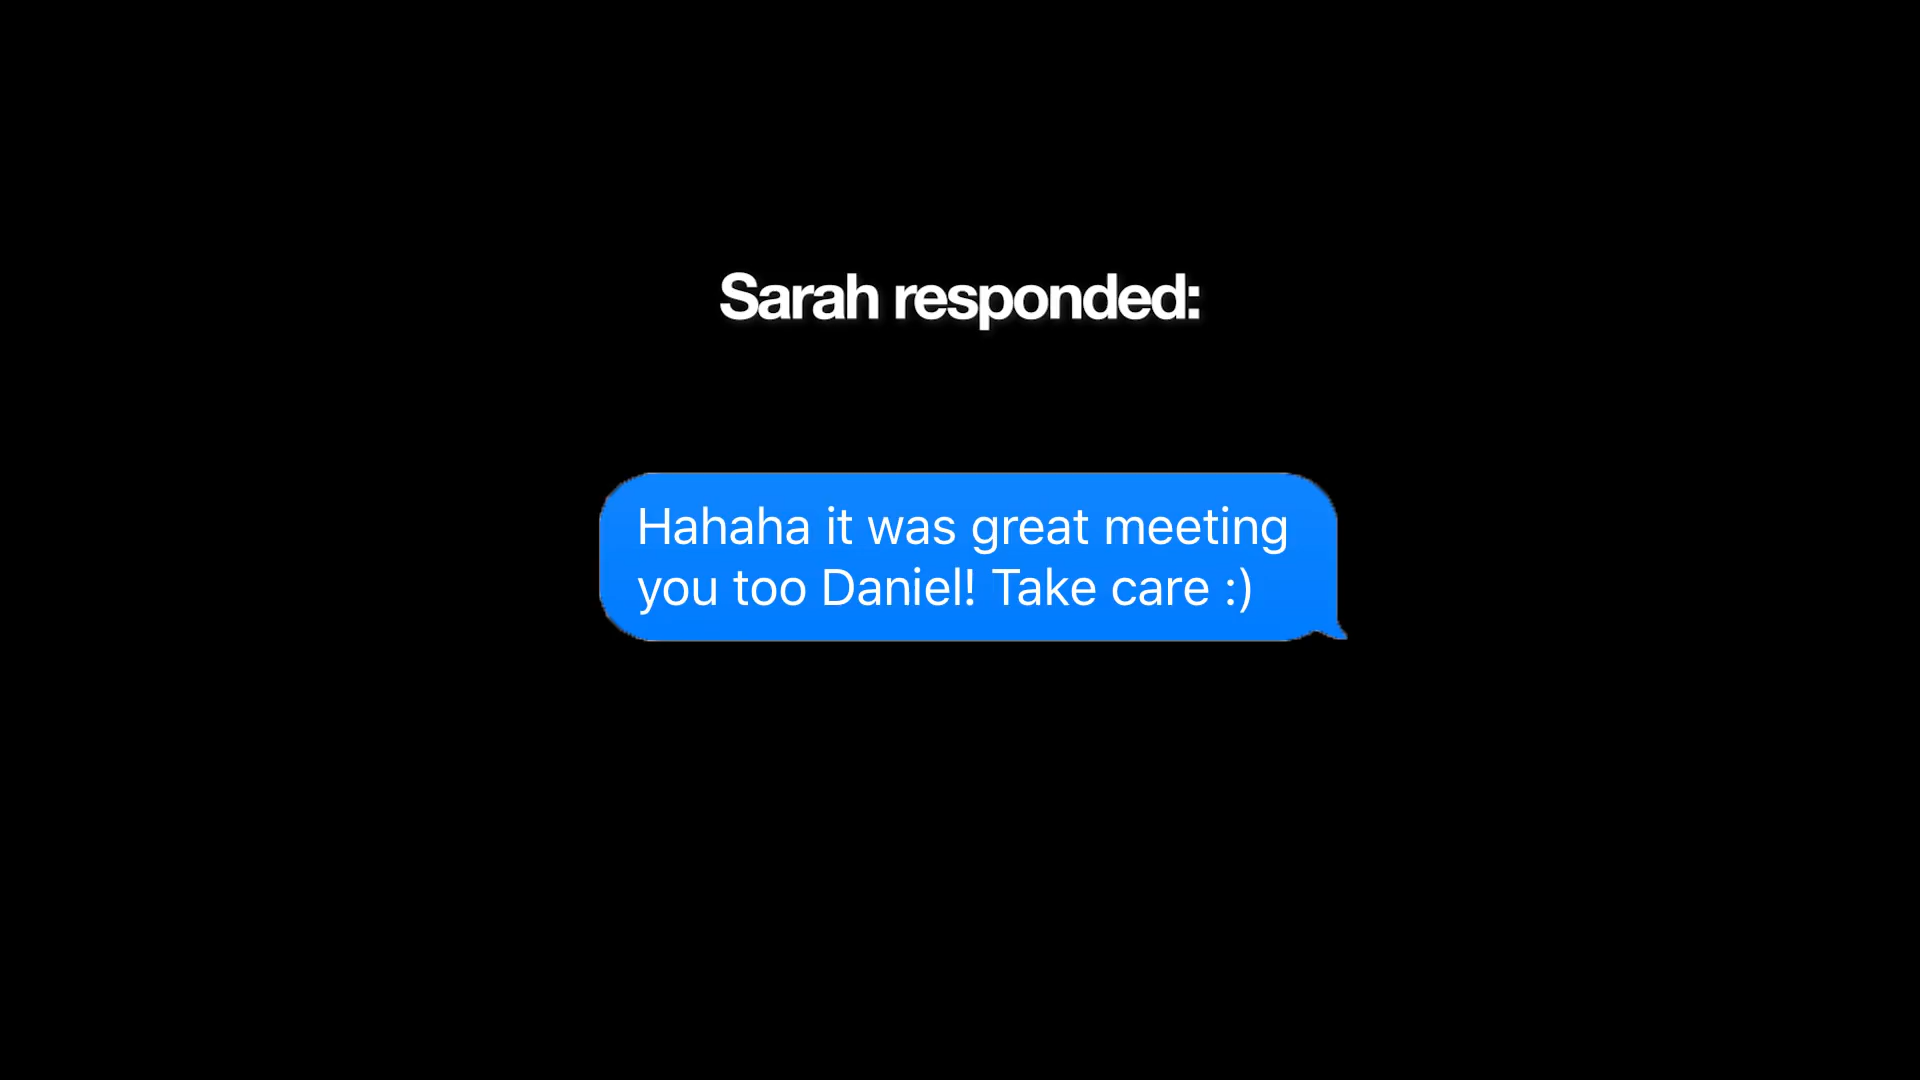 Sarah responded:
Hahaha it was great meeting
you too Daniel! Take care :)